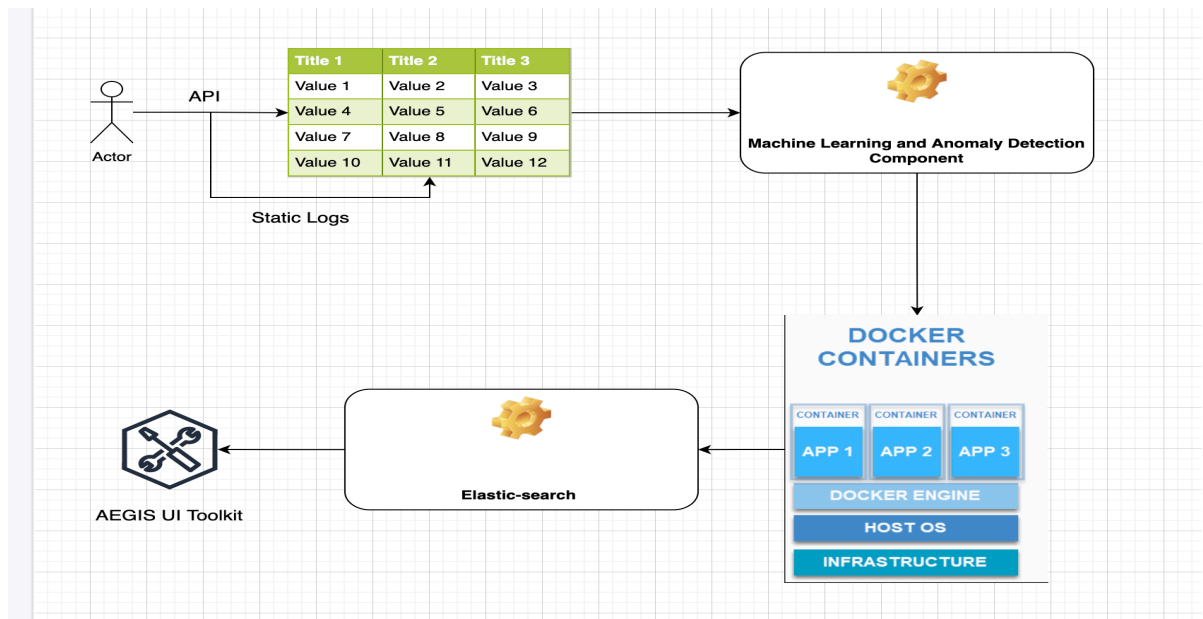 API
Actor
Static Logs
Title 1 Title 2 Title 3
Value 1 Value 2 Value 3
Value 4 Value 5 Value 6
Value 7 Value 8 Value 9
Value 10 Value 11 Value 12
Machine Learning and Anomaly Detection
Component
DOCKER
CONTAINERS
CONTAINER CONTAINER CONTAINER
APP 1 APP 2 APP 3
DOCKER ENGINE
HOST OS
INFRASTRUCTURE
Elastic-search
AEGIS UI Toolkit